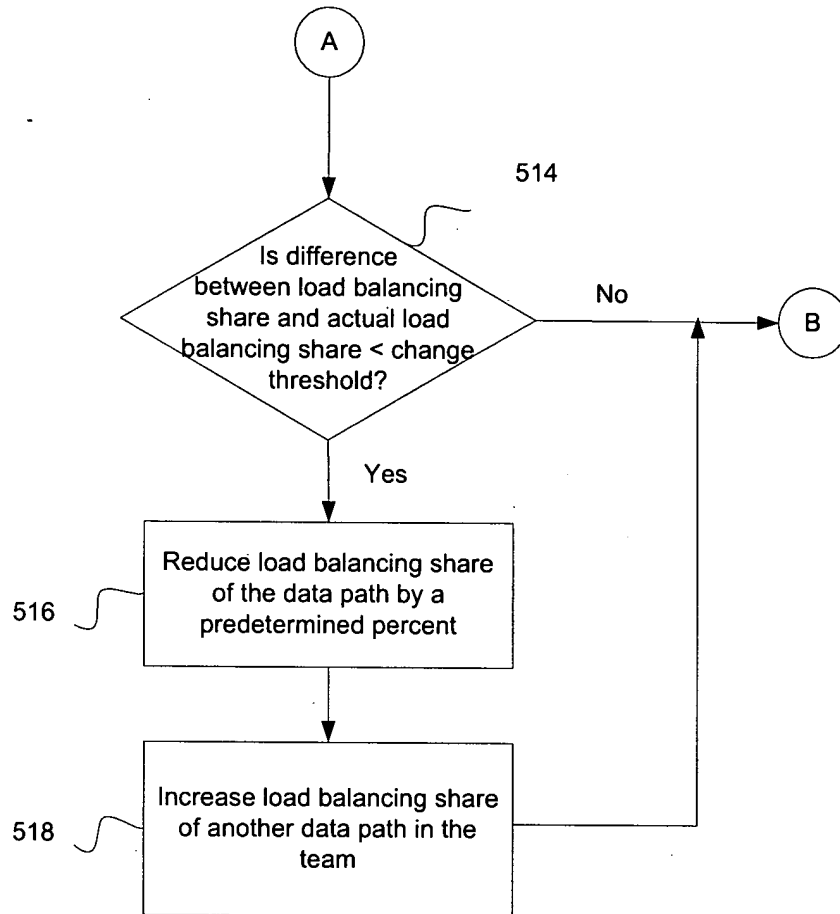 A
514
Is difference
between load balancing
share and actual load
balancing share < change
threshold?
No
B
Yes
Reduce load balancing share
of the data path by a
predetermined percent
516
Increase load balancing share
of another data path in the
team
518